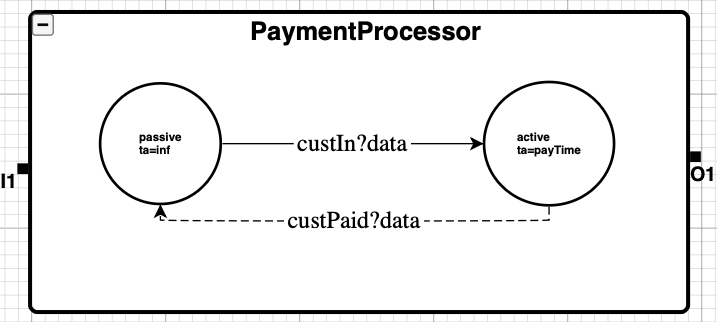 PaymentProcessor
passive
ta=inf
custIn?data
active
ta=payTime
I1
O1
custPaid?data